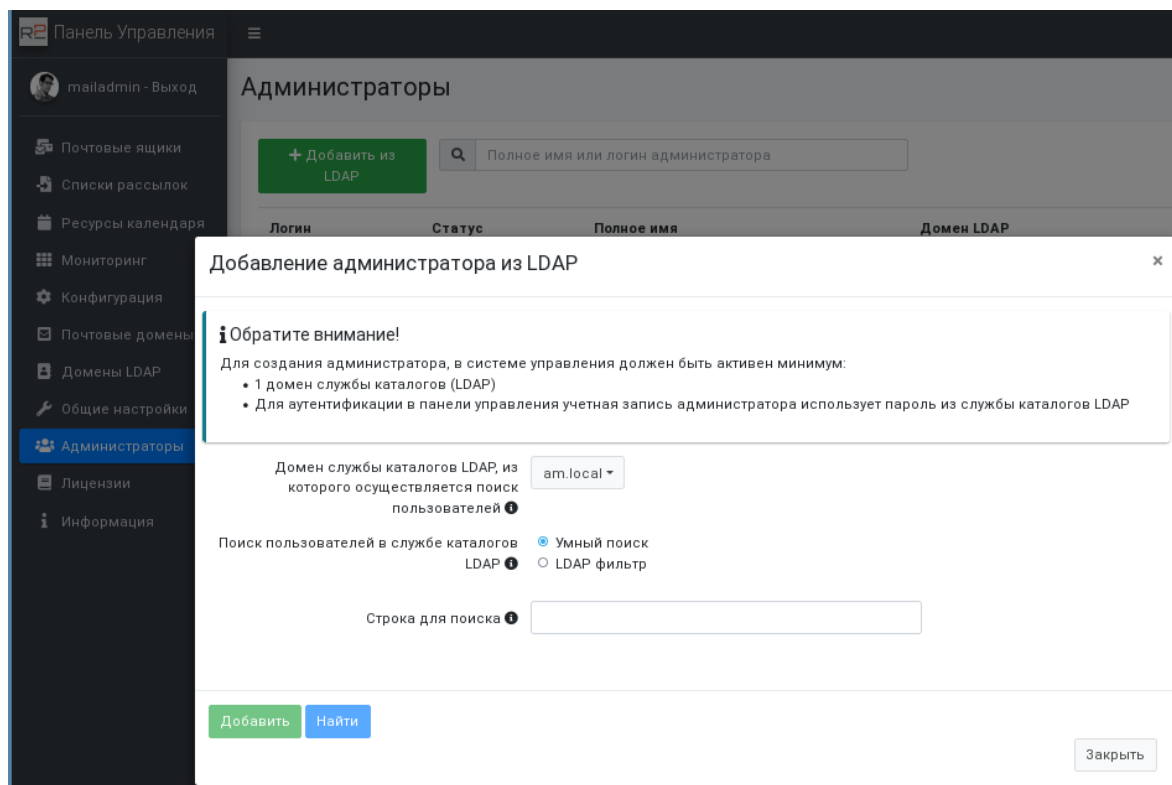 R2 Панель Управления
mailadmin - Выход
Администраторы
Почтовые ящики
Списки рассылок
Ресурсы календаря
Мониторинг
Конфигурация
Почтовые домены
Домены LDAP
Общие настройки
Администраторы
Лицензии
Информация
+ Добавить из
LDAP
Полное имя или логин администратора
Логин Статус Полное имя Домен LDAP
Добавление администратора из LDAP ×
Обратите внимание!
Для создания администратора, в системе управления должен быть активен минимум:
• 1 домен службы каталогов (LDAP)
• Для аутентификации в панели управления учетная запись администратора использует пароль из службы каталогов LDAP
Домен службы каталогов LDAP, из
которого осуществляется поиск
пользователей
am.local
Поиск пользователей в службе каталогов
LDAP
Умный поиск
LDAP фильтр
Строка для поиска
Добавить Найти
Закрыть